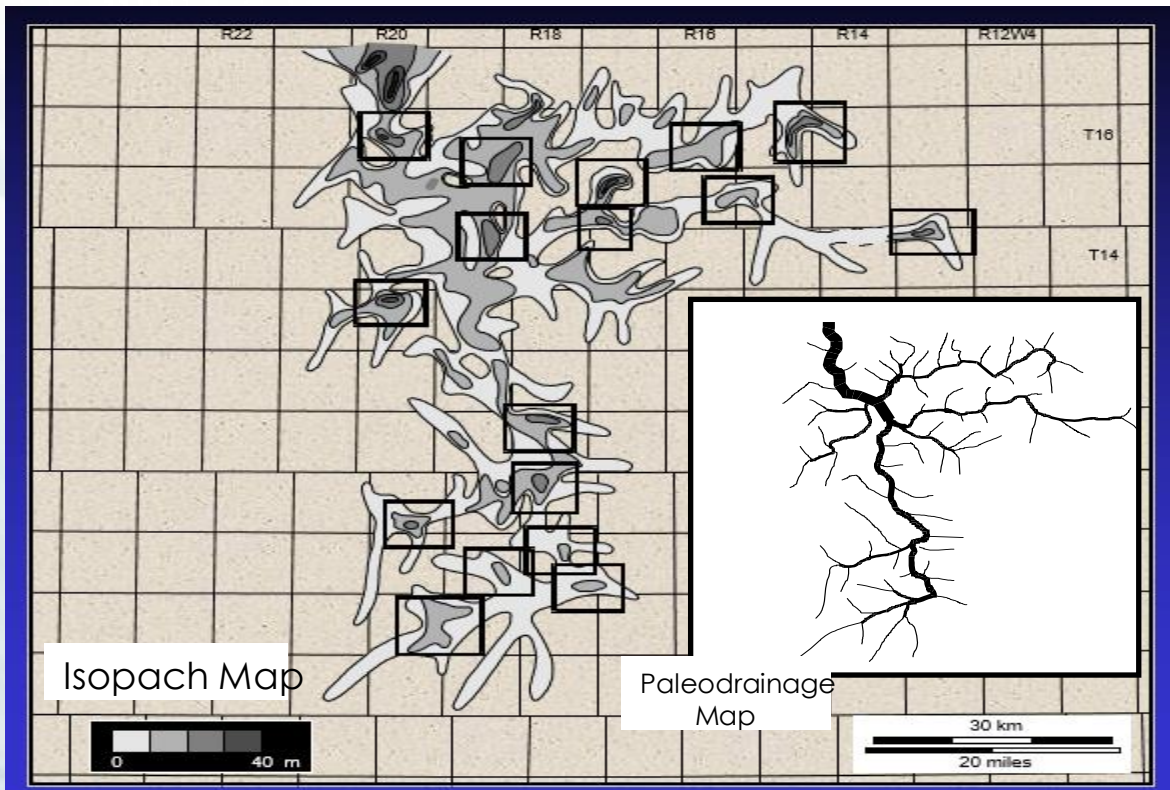 R22 R20 R18 R16 R14 R12W4
T16
T14
Isopach Map
Paleodrainage
Map
0 40 m
30 km
20 miles